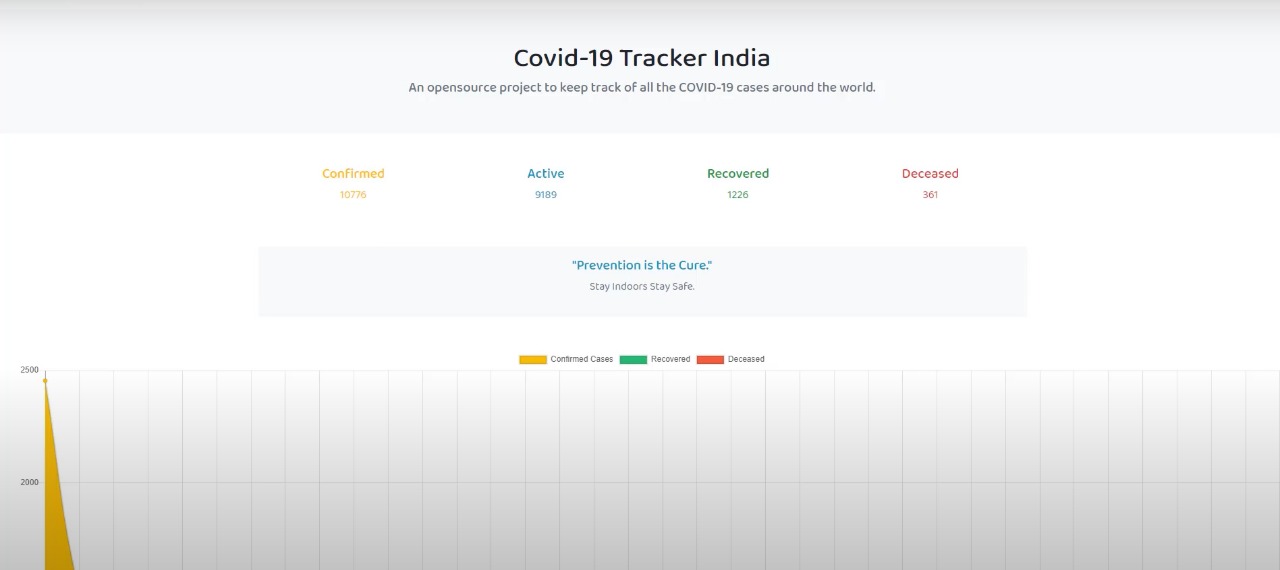 Covid-19 Tracker India
An opensource project to keep track of all the COVID-19 cases around the world.
Confirmed Active Recovered Deceased
10776 9189 1226 361
"Prevention is the Cure."
Stay Indoors Stay Safe.
Confirmed Cases Recovered Deceased
2500
2000